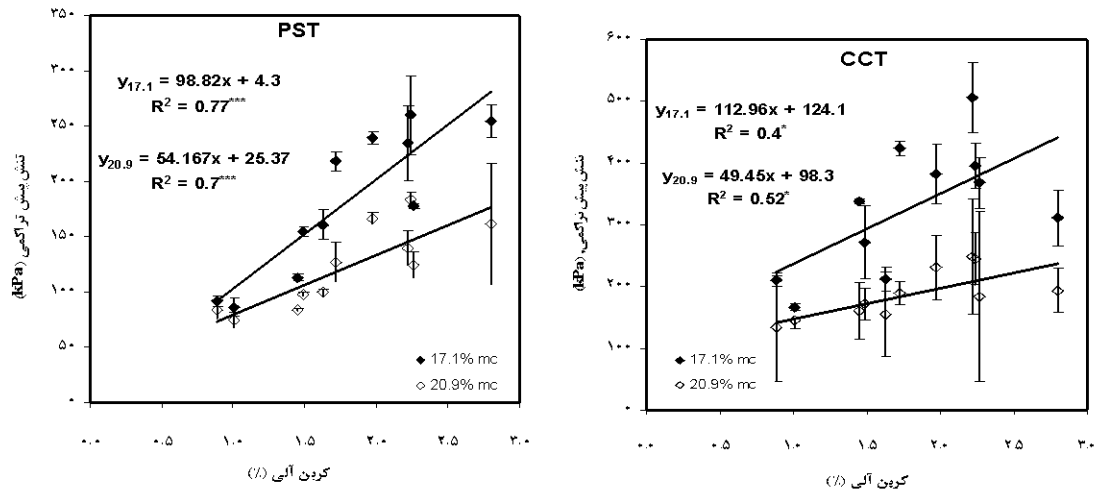 PST
y17.1 = 98.82x + 4.3
R² = 0.77***
y20.9 = 54.167x + 25.37
R² = 0.7***
۳۵۰
۳۰۰
۲۵۰
۲۰۰
۱۵۰
۱۰۰
۵۰
۰
تنش پیش تراکمی (kPa)
17.1% mc
20.9% mc
۰.۰ ۰.۵ ۱.۰ ۱.۵ ۲.۰ ۲.۵ ۳.۰
کربن آلی (٪)
CCT
y17.1 = 112.96x + 124.1
R² = 0.4*
y20.9 = 49.45x + 98.3
R² = 0.52*
۶۰۰
۵۰۰
۴۰۰
۳۰۰
۲۰۰
۱۰۰
۰
تنش پیش تراکمی، (kPa)
17.1% mc
20.9% mc
۰.۰ ۰.۵ ۱.۰ ۱.۵ ۲.۰ ۲.۵ ۳.۰
کربن آلی (٪)